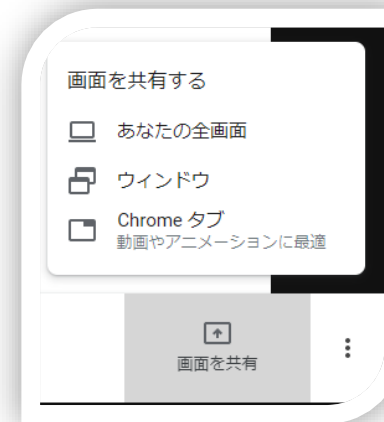 画面を共有する
あなたの全画面
ウィンドウ
Chrome タブ
動画やアニメーションに最適
画面を共有